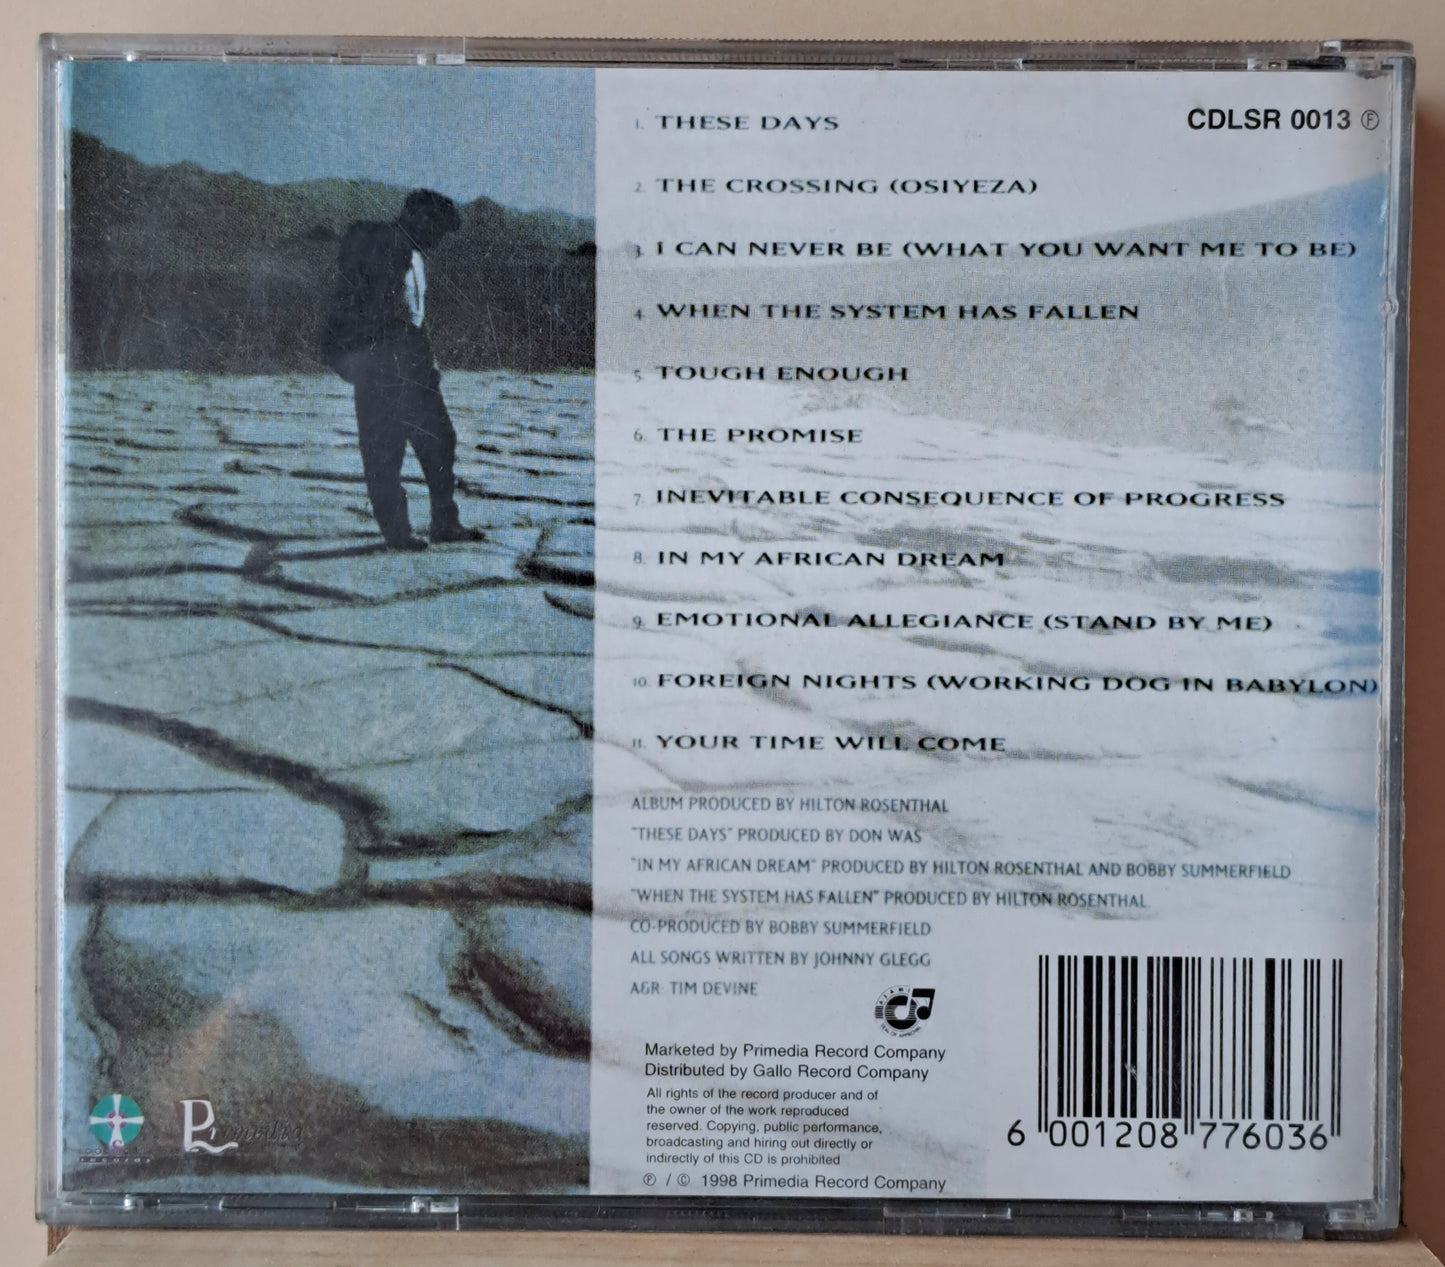 CDLSR 0013 Ⓕ
1. THESE DAYS
2. THE CROSSING (OSIYEZA)
3. I CAN NEVER BE (WHAT YOU WANT ME TO BE)
4. WHEN THE SYSTEM HAS FALLEN
5. TOUGH ENOUGH
6. THE PROMISE
7. INEVITABLE CONSEQUENCE OF PROGRESS
8. IN MY AFRICAN DREAM
9. EMOTIONAL ALLEGIANCE (STAND BY ME)
10. FOREIGN NIGHTS (WORKING DOG IN BABYLON)
11. YOUR TIME WILL COME
ALBUM PRODUCED BY HILTON ROSENTHAL
"THESE DAYS" PRODUCED BY DON WAS
"IN MY AFRICAN DREAM" PRODUCED BY HILTON ROSENTHAL AND BOBBY SUMMERFIELD
"WHEN THE SYSTEM HAS FALLEN" PRODUCED BY HILTON ROSENTHAL
CO-PRODUCED BY BOBBY SUMMERFIELD
ALL SONGS WRITTEN BY JOHNNY GLEGG
A&R: TIM DEVINE
Marketed by Primedia Record Company
Distributed by Gallo Record Company
All rights of the record producer and of
the owner of the work reproduced
reserved. Copying, public performance,
broadcasting and hiring out directly or
indirectly of this CD is prohibited
Ⓟ / © 1998 Primedia Record Company
6 001208 776036
Primedia
records